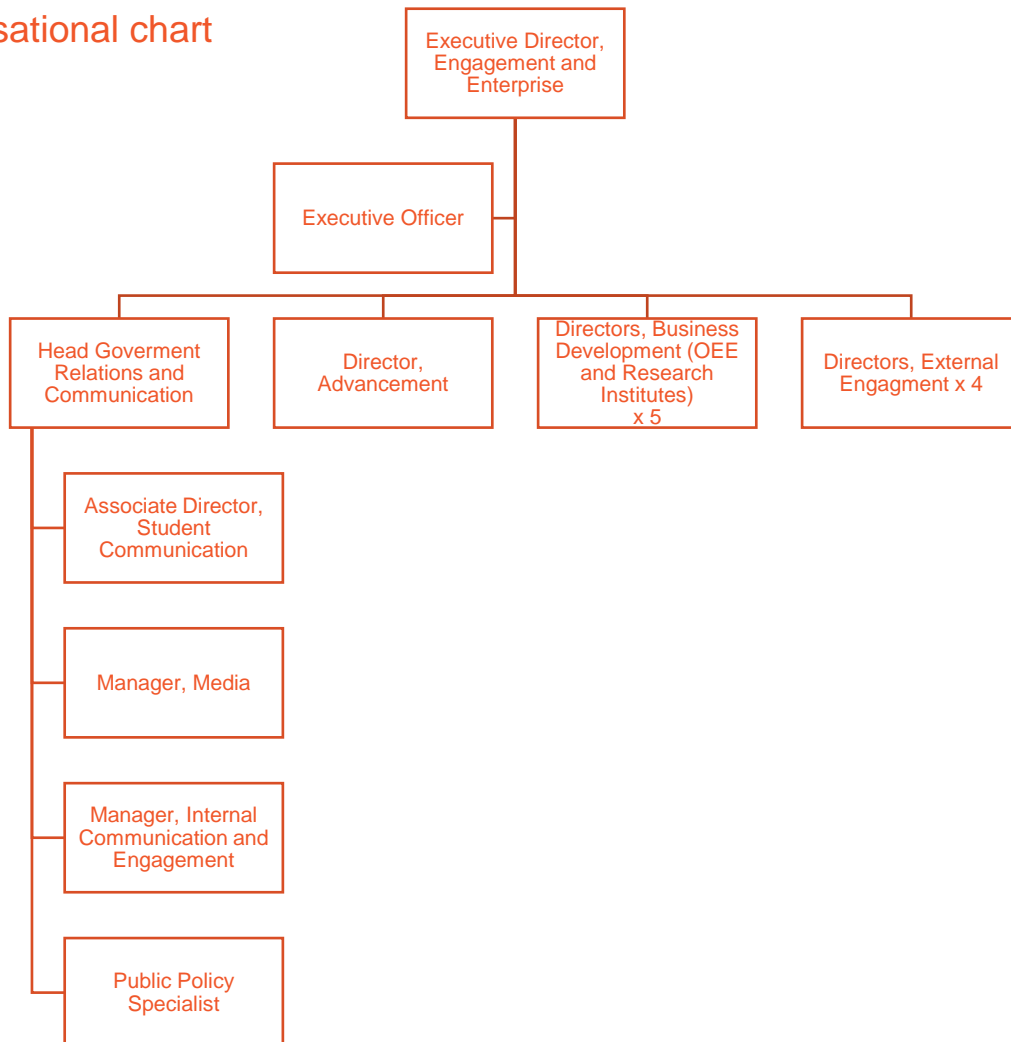 sational chart
Executive Director,
Engagement and
Enterprise
Executive Officer
Head Goverment
Relations and
Communication
Director,
Advancement
Directors, Business
Development (OEE
and Research
Institutes)
x 5
Directors, External
Engagment x 4
Associate Director,
Student
Communication
Manager, Media
Manager, Internal
Communication and
Engagement
Public Policy
Specialist